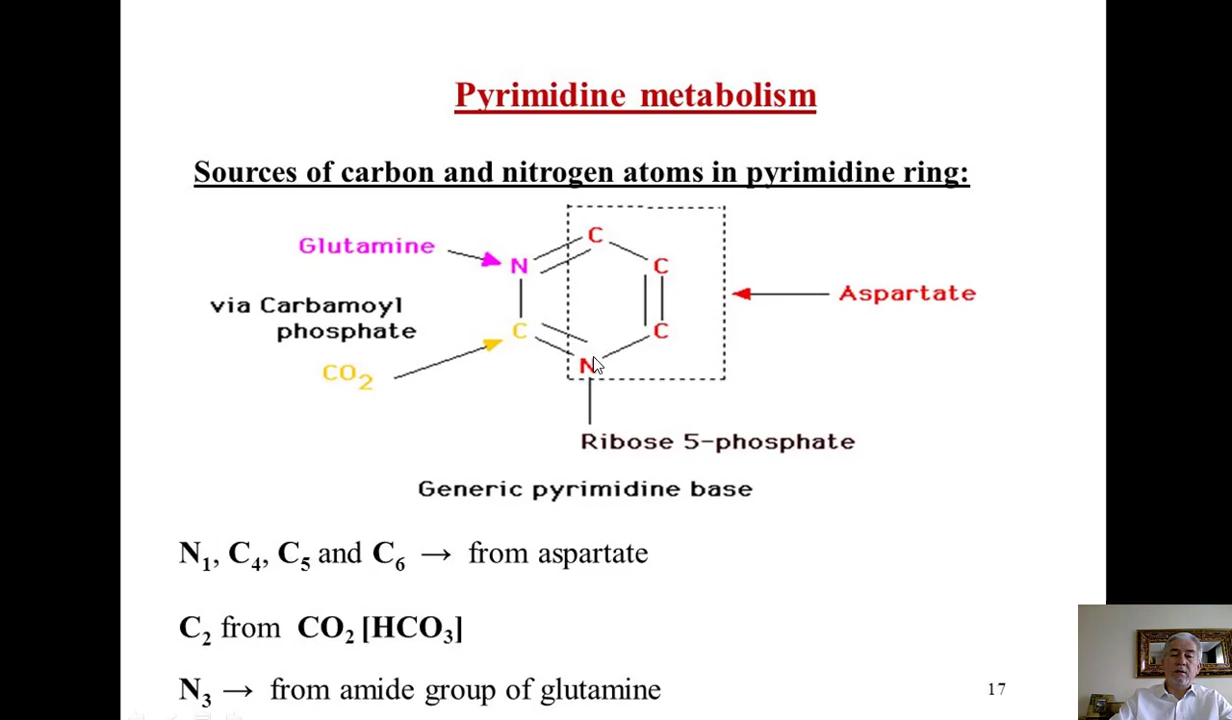 Pyrimidine metabolism
Sources of carbon and nitrogen atoms in pyrimidine ring:
Glutamine
N
C
C
via Carbamoyl
phosphate
Aspartate
C
C
CO₂
N
Ribose 5-phosphate
Generic pyrimidine base
N₁, C₄, C₅ and C₆ → from aspartate
C₂ from CO₂ [HCO₃]
N₃ → from amide group of glutamine
17